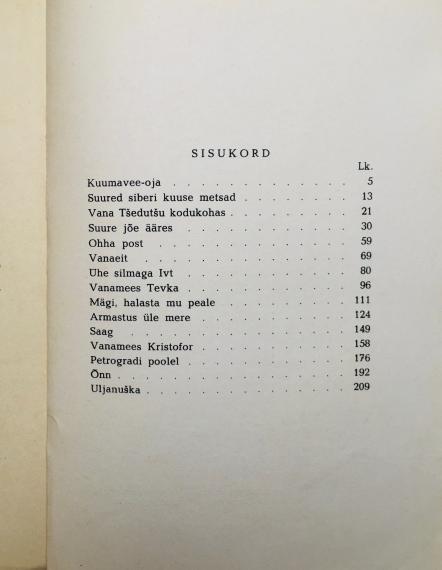 SISUKORD
Lk.
Kuumavee-oja . . . . . . . . . . . . . 5
Suured siberi kuuse metsad . . . . . . . . 13
Vana Tšedutšu kodukohas . . . . . . . . . 21
Suure jõe ääres . . . . . . . . . . . . 30
Ohha post . . . . . . . . . . . . . . 59
Vanaeit . . . . . . . . . . . . . . . 69
Ühe silmaga Ivt . . . . . . . . . . . . 80
Vanamees Tevka . . . . . . . . . . . . 96
Mägi, halasta mu peale . . . . . . . . . 111
Armastus üle mere . . . . . . . . . . . 124
Saag . . . . . . . . . . . . . . . 149
Vanamees Kristofor . . . . . . . . . . . 158
Petrogradi poolel . . . . . . . . . . . . 176
Õnn . . . . . . . . . . . . . . . . 192
Uljanuška . . . . . . . . . . . . . . 209